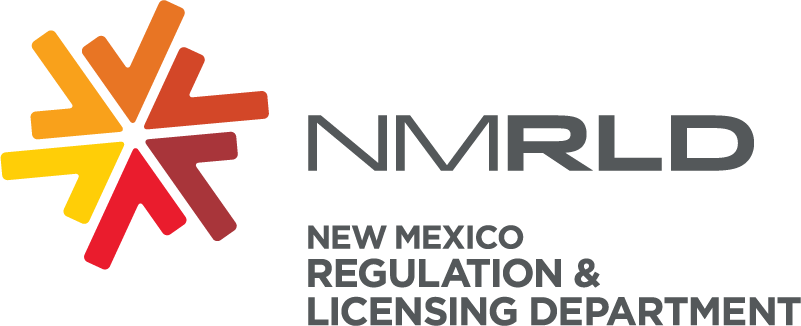 NMRLD
NEW MEXICO
REGULATION &
LICENSING DEPARTMENT